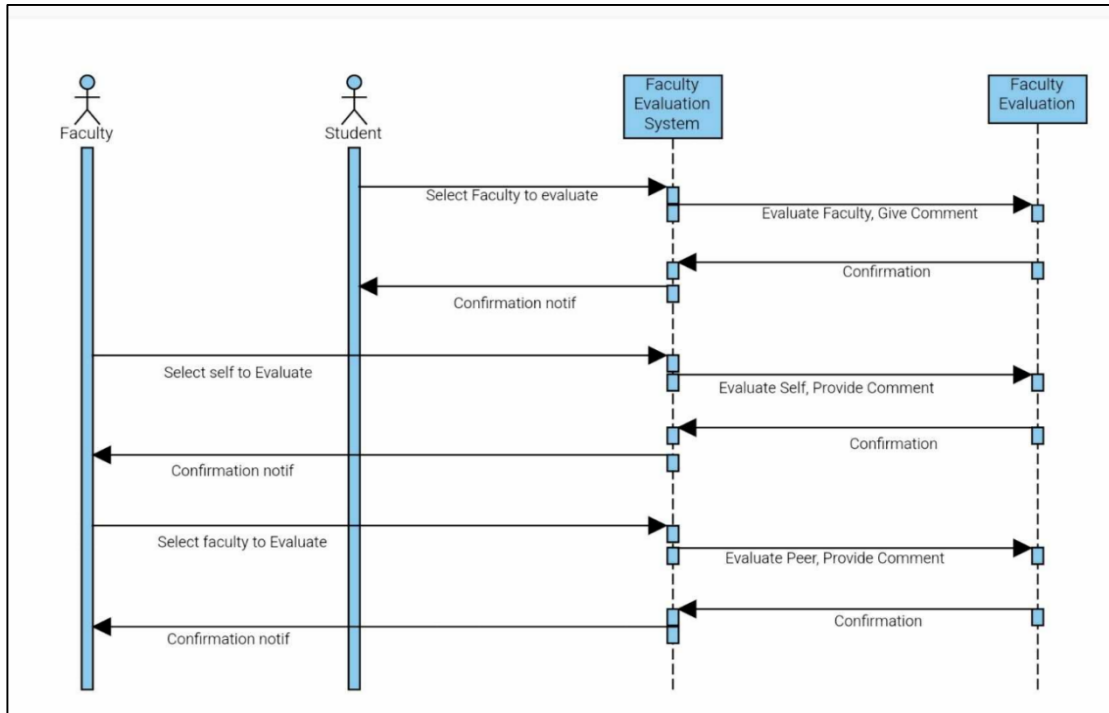 Faculty
Student
Faculty
Evaluation
System
Faculty
Evaluation
Select Faculty to evaluate
Evaluate Faculty, Give Comment
Confirmation
Confirmation notif
Select self to Evaluate
Evaluate Self, Provide Comment
Confirmation
Confirmation notif
Select faculty to Evaluate
Evaluate Peer, Provide Comment
Confirmation
Confirmation notif